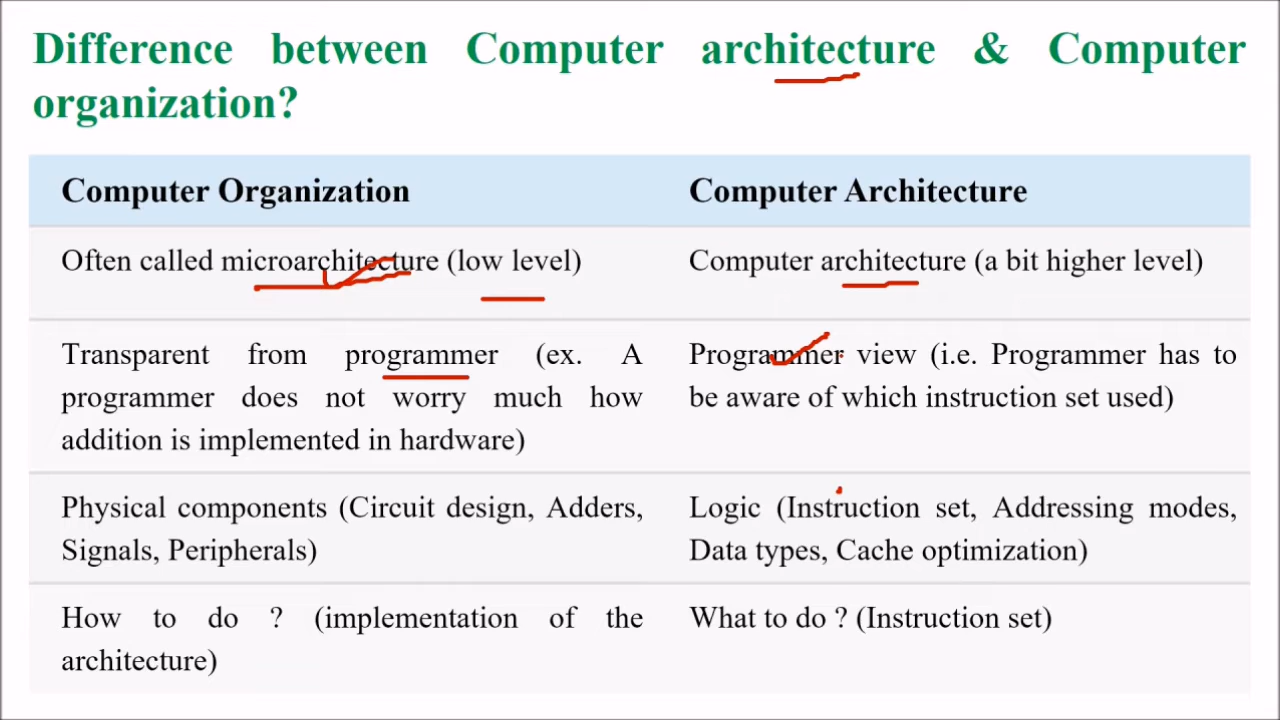 Difference between Computer architecture & Computer
organization?
Computer Organization
Computer Architecture
Often called microarchitecture (low level)
Computer architecture (a bit higher level)
Transparent from programmer (ex. A
programmer does not worry much how
addition is implemented in hardware)
Programmer view (i.e. Programmer has to
be aware of which instruction set used)
Physical components (Circuit design, Adders,
Signals, Peripherals)
Logic (Instruction set, Addressing modes,
Data types, Cache optimization)
How to do ? (implementation of the
architecture)
What to do ? (Instruction set)